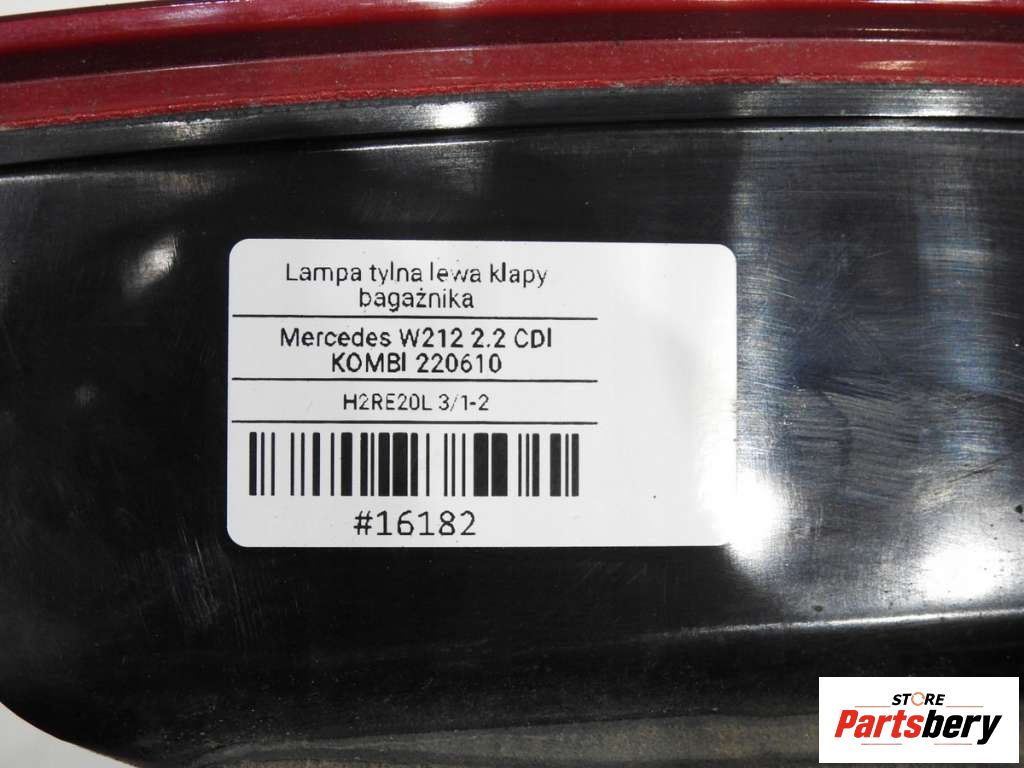 Lampa tylna lewa klapy
bagażnika
Mercedes W212 2.2 CDI
KOMBI 220610
H2RE20L 3/1-2
#16182
STORE
Partsbery